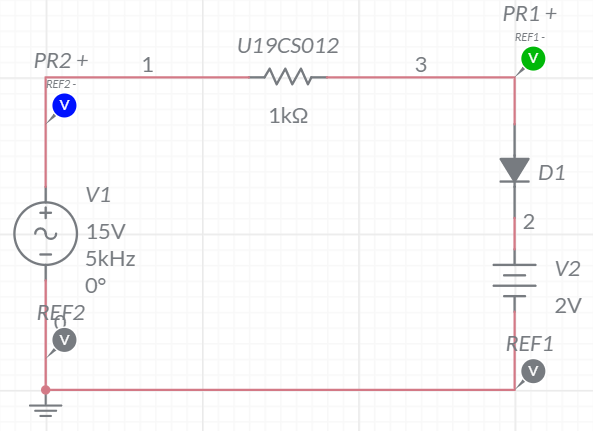 PR1+
REF1-
V
U19CS012
PR2+
REF2-
V
1
3
1kΩ
D1
2
V1
15V
5kHz
0°
V2
2V
REF2
0
V
REF1
V